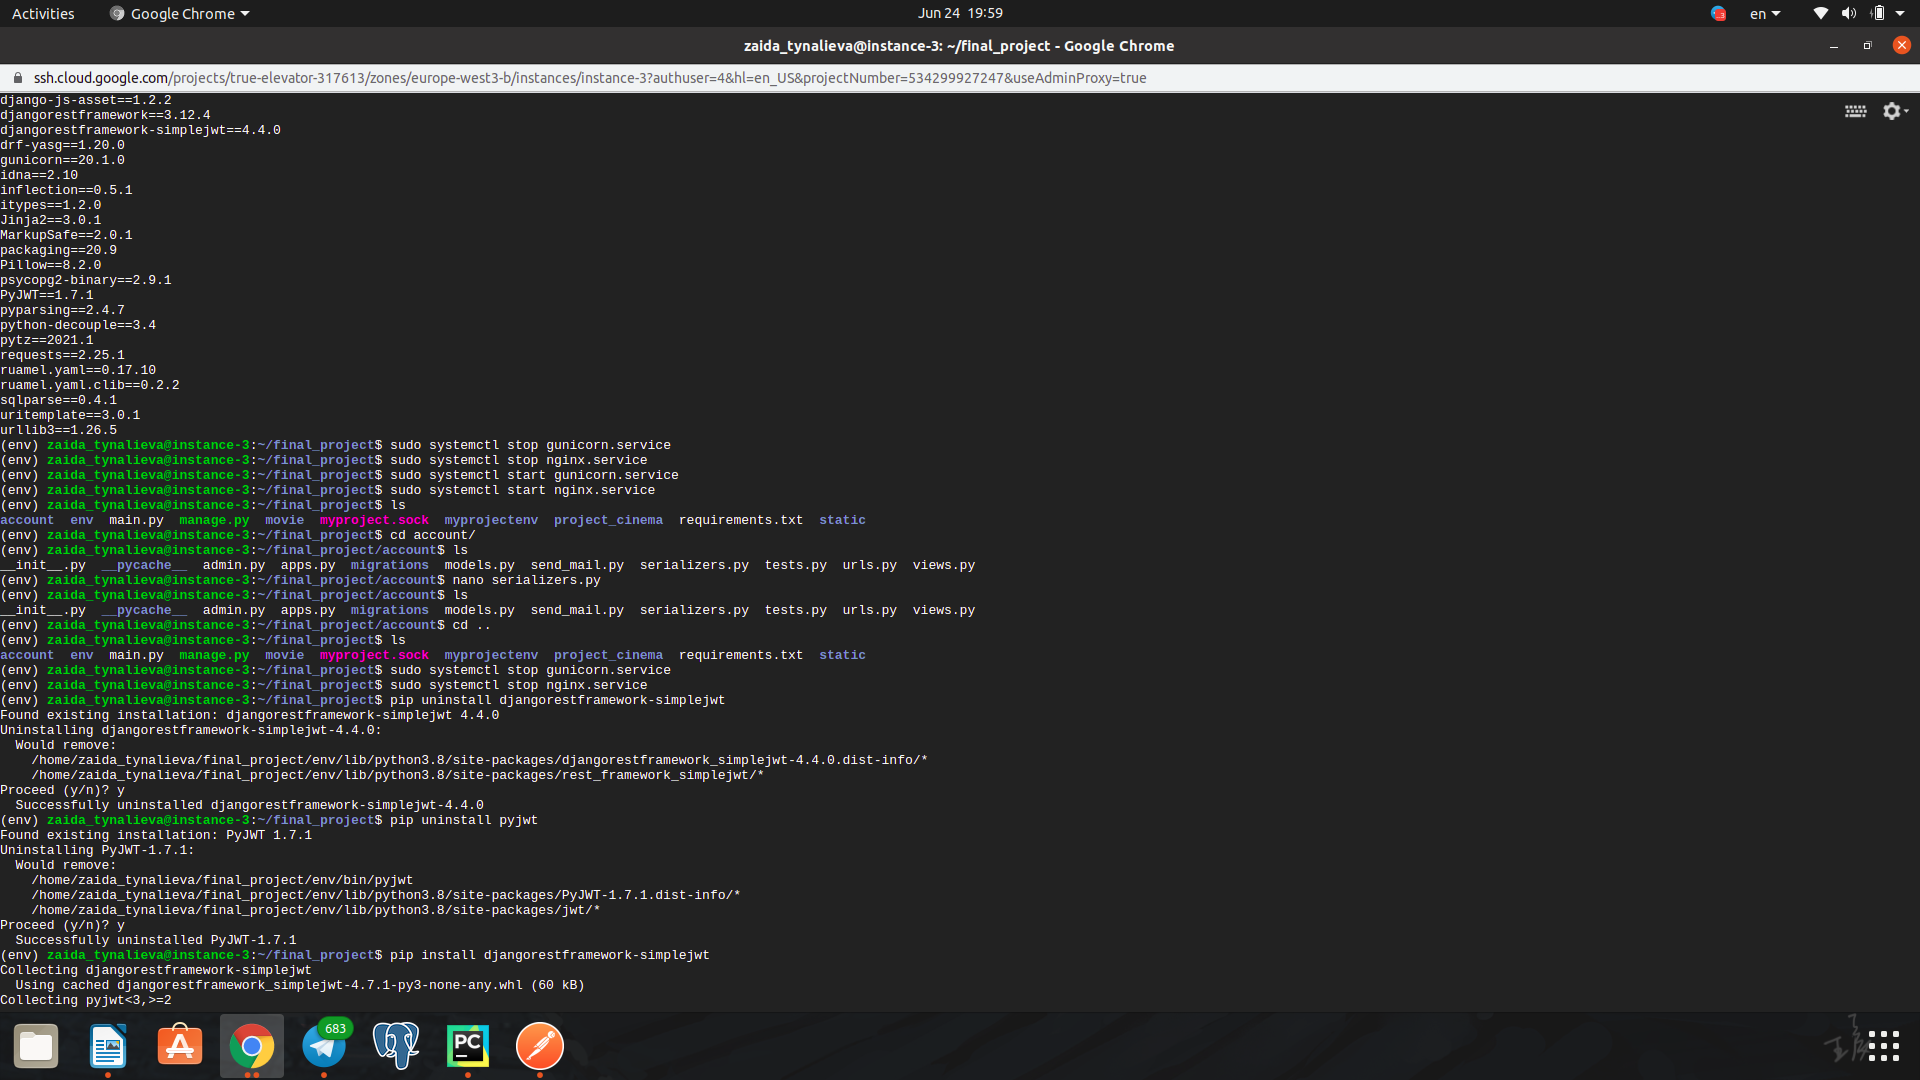 Activities
Google Chrome
Jun 24 19:59
en
zaida_tynalieva@instance-3: ~/final_project - Google Chrome
ssh.cloud.google.com/projects/true-elevator-317613/zones/europe-west3-b/instances/instance-3?authuser=4&hl=en_US&projectNumber=534299927247&useAdminProxy=true
django-js-asset==1.2.2
djangorestframework==3.12.4
djangorestframework-simplejwt==4.4.0
drf-yasg==1.20.0
gunicorn==20.1.0
idna==2.10
inflection==0.5.1
itypes==1.2.0
Jinja2==3.0.1
MarkupSafe==2.0.1
packaging==20.9
Pillow==8.2.0
psycopg2-binary==2.9.1
PyJWT==1.7.1
pyparsing==2.4.7
python-decouple==3.4
pytz==2021.1
requests==2.25.1
ruamel.yaml==0.17.10
ruamel.yaml.clib==0.2.2
sqlparse==0.4.1
uritemplate==3.0.1
urllib3==1.26.5
(env) zaida_tynalieva@instance-3:~/final_project$ sudo systemctl stop gunicorn.service
(env) zaida_tynalieva@instance-3:~/final_project$ sudo systemctl stop nginx.service
(env) zaida_tynalieva@instance-3:~/final_project$ sudo systemctl start gunicorn.service
(env) zaida_tynalieva@instance-3:~/final_project$ sudo systemctl start nginx.service
(env) zaida_tynalieva@instance-3:~/final_project$ ls
account  env  main.py  manage.py  movie  myproject.sock  myprojectenv  project_cinema  requirements.txt  static
(env) zaida_tynalieva@instance-3:~/final_project$ cd account/
(env) zaida_tynalieva@instance-3:~/final_project/account$ ls
__init__.py  __pycache__  admin.py  apps.py  migrations  models.py  send_mail.py  serializers.py  tests.py  urls.py  views.py
(env) zaida_tynalieva@instance-3:~/final_project/account$ nano serializers.py
(env) zaida_tynalieva@instance-3:~/final_project/account$ ls
__init__.py  __pycache__  admin.py  apps.py  migrations  models.py  send_mail.py  serializers.py  tests.py  urls.py  views.py
(env) zaida_tynalieva@instance-3:~/final_project/account$ cd ..
(env) zaida_tynalieva@instance-3:~/final_project$ ls
account  env  main.py  manage.py  movie  myproject.sock  myprojectenv  project_cinema  requirements.txt  static
(env) zaida_tynalieva@instance-3:~/final_project$ sudo systemctl stop gunicorn.service
(env) zaida_tynalieva@instance-3:~/final_project$ sudo systemctl stop nginx.service
(env) zaida_tynalieva@instance-3:~/final_project$ pip uninstall djangorestframework-simplejwt
Found existing installation: djangorestframework-simplejwt 4.4.0
Uninstalling djangorestframework-simplejwt-4.4.0:
  Would remove:
    /home/zaida_tynalieva/final_project/env/lib/python3.8/site-packages/djangorestframework_simplejwt-4.4.0.dist-info/*
    /home/zaida_tynalieva/final_project/env/lib/python3.8/site-packages/rest_framework_simplejwt/*
Proceed (y/n)? y
  Successfully uninstalled djangorestframework-simplejwt-4.4.0
(env) zaida_tynalieva@instance-3:~/final_project$ pip uninstall pyjwt
Found existing installation: PyJWT 1.7.1
Uninstalling PyJWT-1.7.1:
  Would remove:
    /home/zaida_tynalieva/final_project/env/bin/pyjwt
    /home/zaida_tynalieva/final_project/env/lib/python3.8/site-packages/PyJWT-1.7.1.dist-info/*
    /home/zaida_tynalieva/final_project/env/lib/python3.8/site-packages/jwt/*
Proceed (y/n)? y
  Successfully uninstalled PyJWT-1.7.1
(env) zaida_tynalieva@instance-3:~/final_project$ pip install djangorestframework-simplejwt
Collecting djangorestframework-simplejwt
  Using cached djangorestframework_simplejwt-4.7.1-py3-none-any.whl (60 kB)
Collecting pyjwt<3,>=2
683
PC